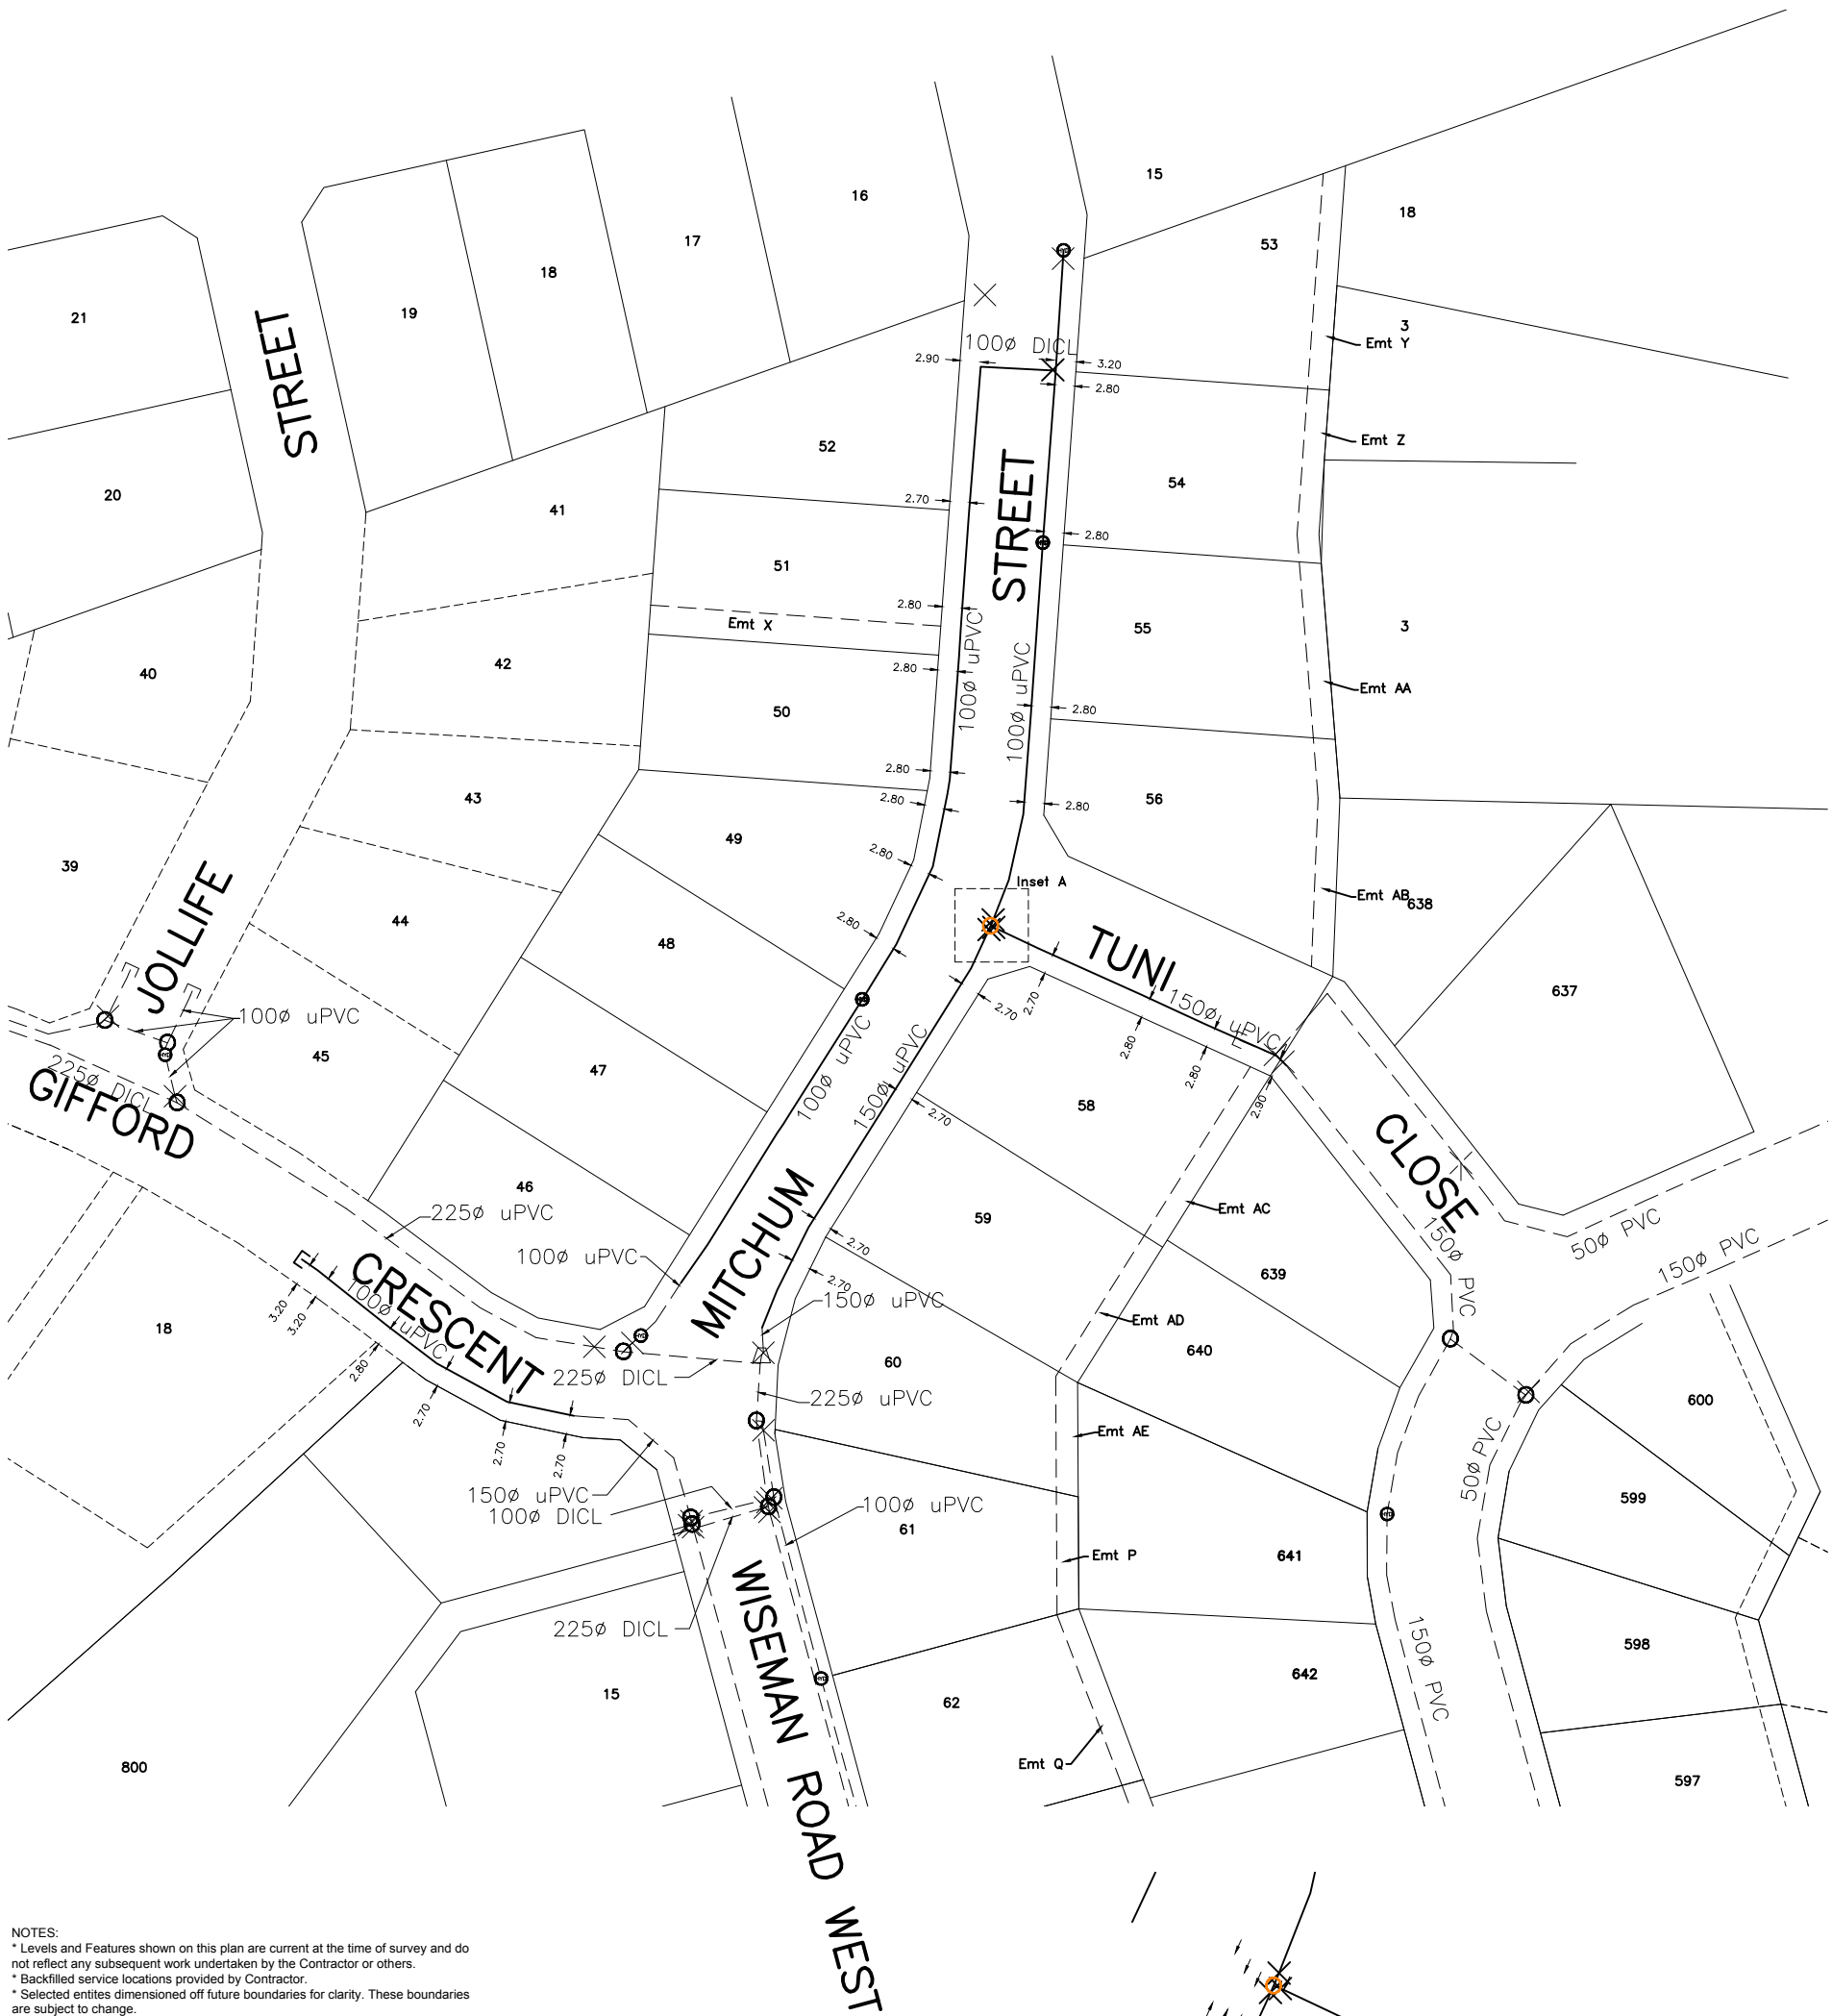 15
16
18
53
17
18
21
19
STREET
3
Emt Y
100ø DICL
2.90
3.20
2.80
52
Emt Z
20
41
54
2.70
STREET
2.80
51
2.80
Emt X
55
3
42
40
2.80
100ø uPVC
100ø uPVC
Emt AA
50
2.80
2.80
43
2.80
2.80
56
49
39
2.80
Inset A
Emt AB
638
JOLLIFE
44
2.80
48
TUNI
637
2.70
2.70
150ø uPVC
100ø uPVC
45
2.80
2.80
47
100ø uPVC
150ø uPVC
225ø DICL
GIFFORD
58
2.90
2.70
CLOSE
46
225ø uPVC
MITCHUM
59
Emt AC
50ø PVC
150ø PVC
100ø uPVC
2.70
150ø PVC
CRESCENT
2.70
639
100ø uPVC
150ø uPVC
3.20
3.20
18
Emt AD
640
2.80
60
225ø DICL
225ø uPVC
600
2.70
Emt AE
2.70
2.70
50ø PVC
150ø uPVC
100ø DICL
100ø uPVC
599
61
Emt P
641
WISEMAN ROAD WEST
225ø DICL
150ø PVC
598
642
15
62
800
Emt Q
597
NOTES:
* Levels and Features shown on this plan are current at the time of survey and do
not reflect any subsequent work undertaken by the Contractor or others.
* Backfilled service locations provided by Contractor.
* Selected entites dimensioned off future boundaries for clarity. These boundaries
are subject to change.